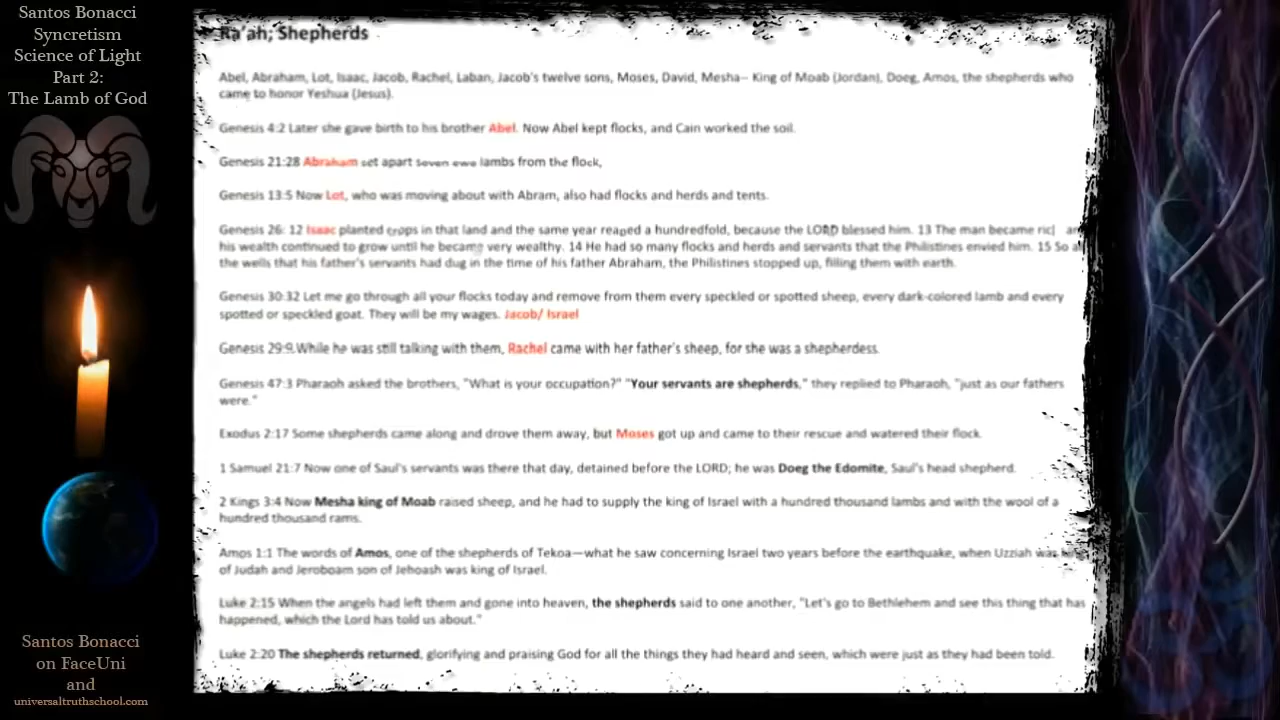 Santos Bonacci
Syncretism
Science of Light
Part 2:
The Lamb of God
Ra'ah; Shepherds
Abel, Abraham, Lot, Isaac, Jacob, Rachel, Laban, Jacob's twelve sons, Moses, David, Mesha– King of Moab (Jordan), Doeg, Amos, the shepherds who
came to honor Yeshua (Jesus).
Genesis 4:2 Later she gave birth to his brother Abel. Now Abel kept flocks, and Cain worked the soil.
Genesis 21:28 Abraham set apart seven ewe lambs from the flock,
Genesis 13:5 Now Lot, who was moving about with Abram, also had flocks and herds and tents.
Genesis 26: 12 Isaac planted crops in that land and the same year reaped a hundredfold, because the LORD blessed him. 13 The man became
his wealth continued to grow until he became very wealthy. 14 He had so many flocks and herds and servants that the Philistines envied him. 15 So
the wells that his father's servants had dug in the time of his father Abraham, the Philistines stopped up, filling them with earth.
Genesis 30:32 Let me go through all your flocks today and remove from them every speckled or spotted sheep, every dark-colored lamb and every
spotted or speckled goat. They will be my wages. Jacob/ Israel
Genesis 29:9.While he was still talking with them, Rachel came with her father's sheep, for she was a shepherdess.
Genesis 47:3 Pharaoh asked the brothers, "What is your occupation?" "Your servants are shepherds," they replied to Pharaoh, "just as our fathers
were."
Exodus 2:17 Some shepherds came along and drove them away, but Moses got up and came to their rescue and watered their flock.
1 Samuel 21:7 Now one of Saul's servants was there that day, detained before the LORD; he was Doeg the Edomite, Saul's head shepherd.
2 Kings 3:4 Now Mesha king of Moab raised sheep, and he had to supply the king of Israel with a hundred thousand lambs and with the wool of a
hundred thousand rams.
Amos 1:1 The words of Amos, one of the shepherds of Tekoa—what he saw concerning Israel two years before the earthquake, when Uzziah was
of Judah and Jeroboam son of Jehoash was king of Israel.
Luke 2:15 When the angels had left them and gone into heaven, the shepherds said to one another, "Let's go to Bethlehem and see this thing that has
happened, which the Lord has told us about."
Luke 2:20 The shepherds returned, glorifying and praising God for all the things they had heard and seen, which were just as they had been told.
Santos Bonacci
on FaceUni
and
universaltruthschool.com